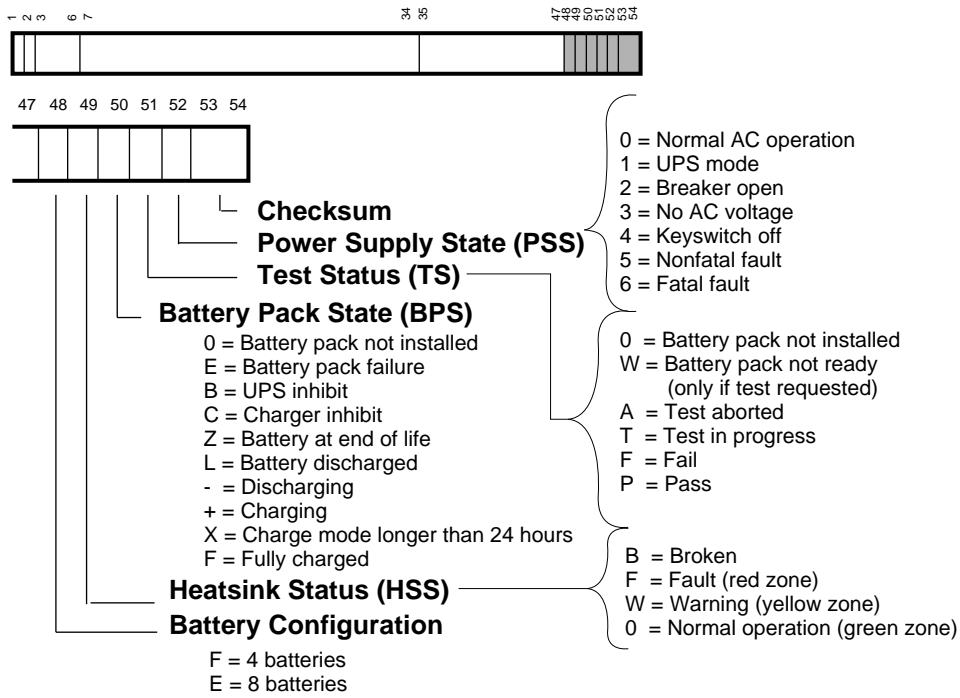 1 2 3 6 7 34 35 47 48 49 50 51 52 53 54
47 48 49 50 51 52 53 54
Checksum
Power Supply State (PSS)
0 = Normal AC operation
1 = UPS mode
2 = Breaker open
3 = No AC voltage
4 = Keyswitch off
5 = Nonfatal fault
6 = Fatal fault
Test Status (TS)
0 = Battery pack not installed
W = Battery pack not ready
(only if test requested)
A = Test aborted
T = Test in progress
F = Fail
P = Pass
Battery Pack State (BPS)
0 = Battery pack not installed
E = Battery pack failure
B = UPS inhibit
C = Charger inhibit
Z = Battery at end of life
L = Battery discharged
- = Discharging
+ = Charging
X = Charge mode longer than 24 hours
F = Fully charged
Heatsink Status (HSS)
B = Broken
F = Fault (red zone)
W = Warning (yellow zone)
0 = Normal operation (green zone)
Battery Configuration
F = 4 batteries
E = 8 batteries